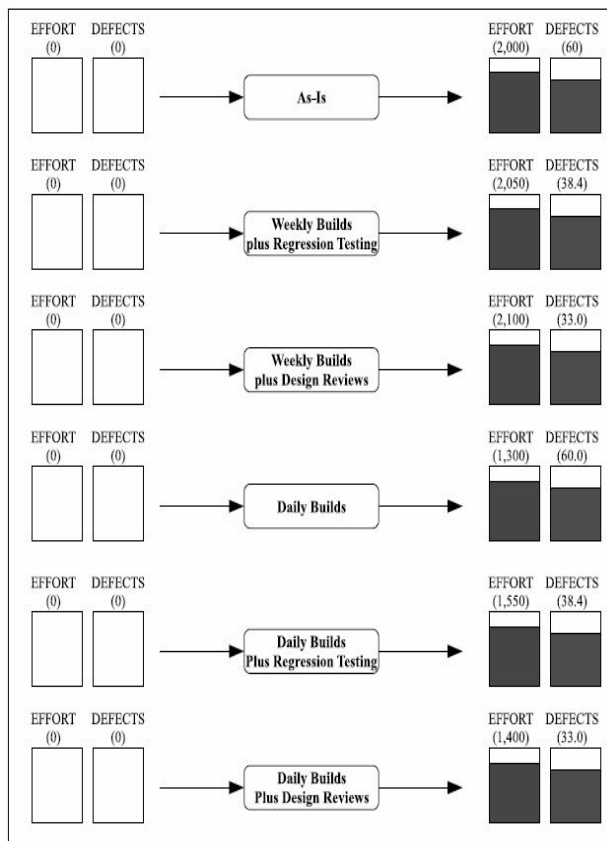 EFFORT DEFECTS EFFORT DEFECTS
(0) (0) (2,000) (60)
As-Is
EFFORT DEFECTS EFFORT DEFECTS
(0) (0) (2,050) (38.4)
Weekly Builds
plus Regression Testing
EFFORT DEFECTS EFFORT DEFECTS
(0) (0) (2,100) (33.0)
Weekly Builds
plus Design Reviews
EFFORT DEFECTS EFFORT DEFECTS
(0) (0) (1,300) (60.0)
Daily Builds
EFFORT DEFECTS EFFORT DEFECTS
(0) (0) (1,550) (38.4)
Daily Builds
Plus Regression Testing
EFFORT DEFECTS EFFORT DEFECTS
(0) (0) (1,400) (33.0)
Daily Builds
Plus Design Reviews